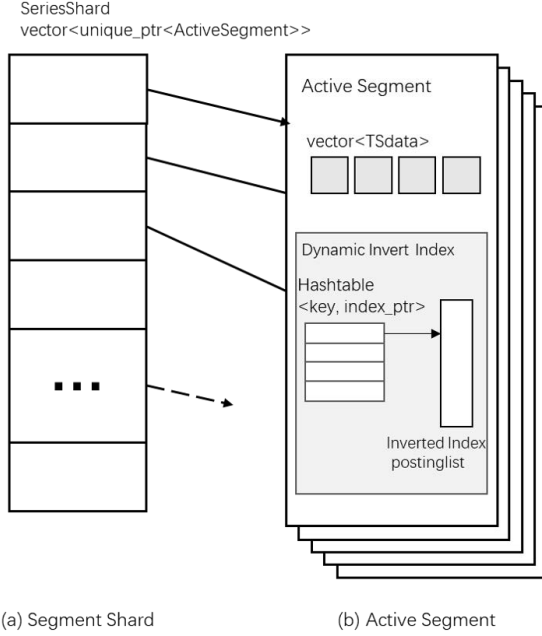 SeriesShard
vector<unique_ptr<ActiveSegment>>
Active Segment
vector<TSdata>
Dynamic Invert Index
Hashtable
<key, index_ptr>
Inverted Index
postinglist
...
(a) Segment Shard
(b) Active Segment